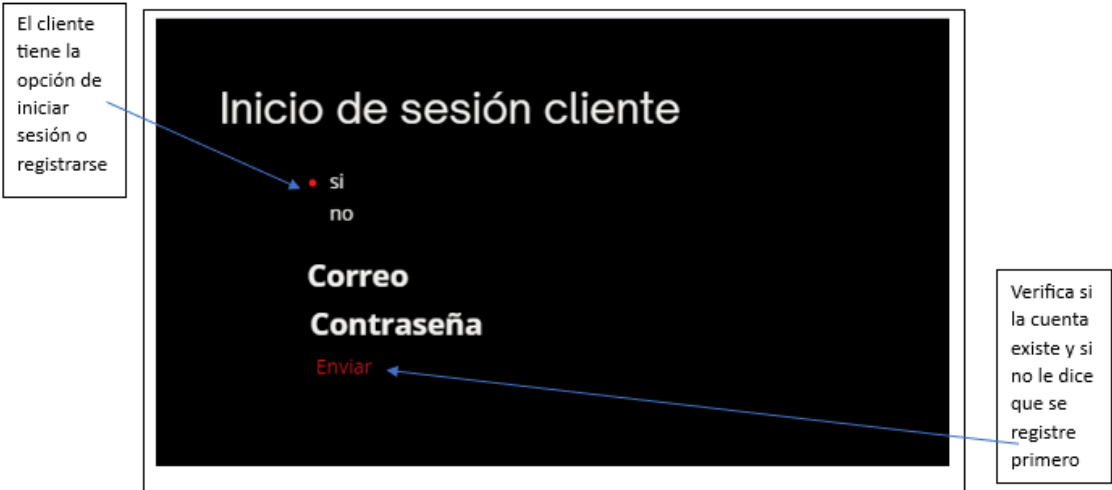 El cliente
tiene la
opción de
iniciar
sesión o
registrarse
Inicio de sesión cliente
si
no
Correo
Contraseña
Enviar
Verifica si
la cuenta
existe y si
no le dice
que se
registre
primero